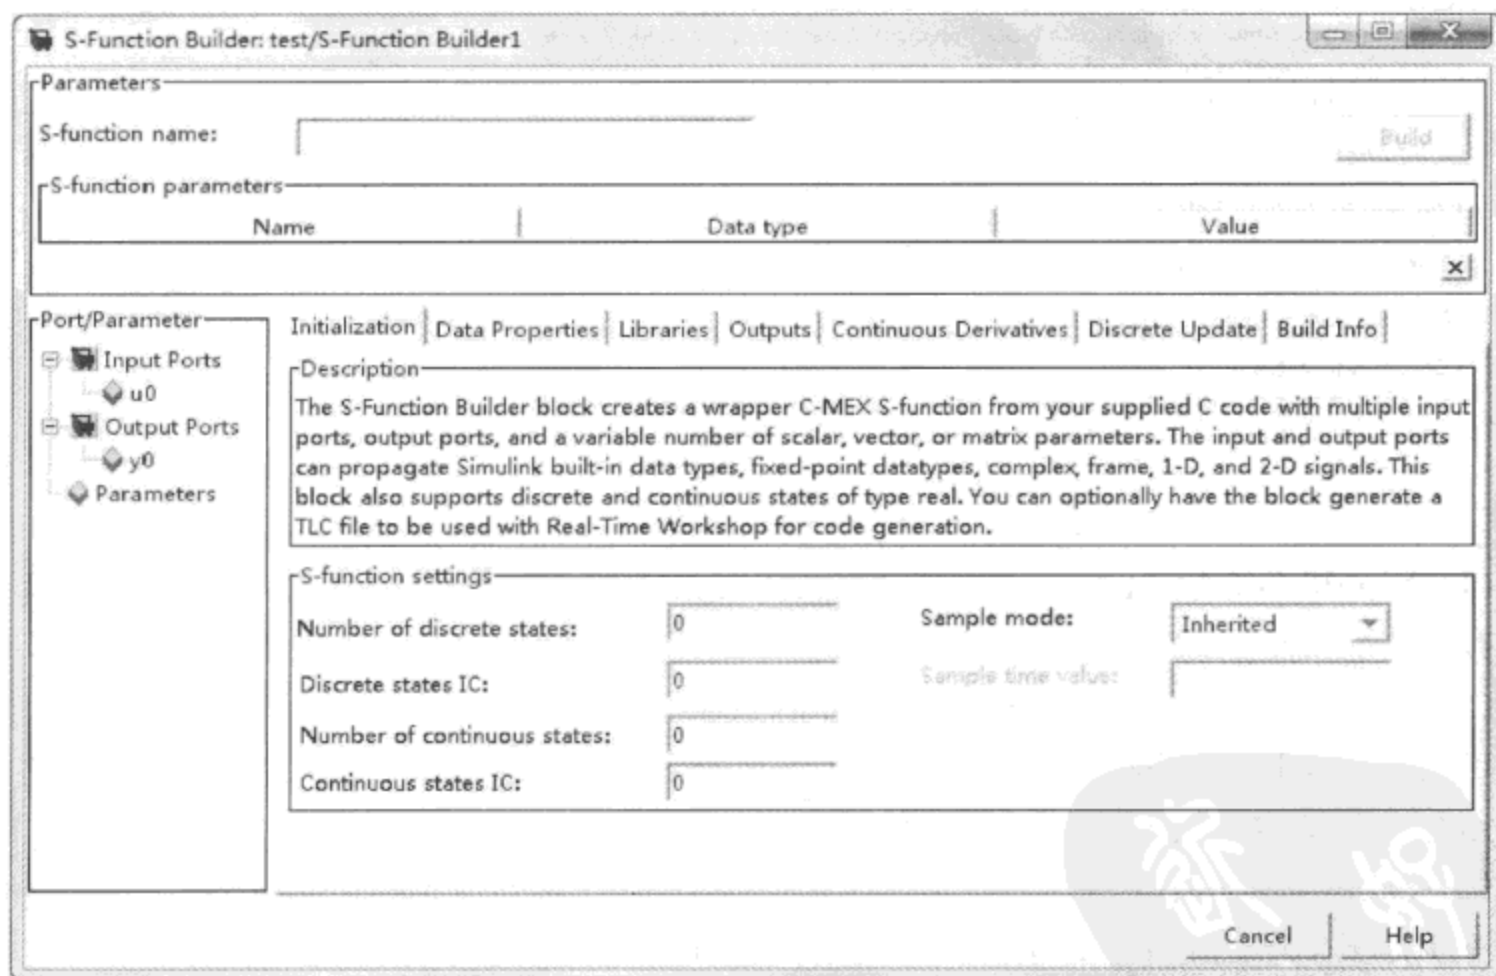 S-Function Builder: test/S-Function Builder1
Parameters
S-function name:
Build
S-function parameters
Name Data type Value
Port/Parameter
Input Ports
u0
Output Ports
y0
Parameters
Initialization Data Properties Libraries Outputs Continuous Derivatives Discrete Update Build Info
Description
The S-Function Builder block creates a wrapper C-MEX S-function from your supplied C code with multiple input
ports, output ports, and a variable number of scalar, vector, or matrix parameters. The input and output ports
can propagate Simulink built-in data types, fixed-point datatypes, complex, frame, 1-D, and 2-D signals. This
block also supports discrete and continuous states of type real. You can optionally have the block generate a
TLC file to be used with Real-Time Workshop for code generation.
S-function settings
Number of discrete states: 0 Sample mode: Inherited
Discrete states IC: 0 Sample time value:
Number of continuous states: 0
Continuous states IC: 0
Cancel Help